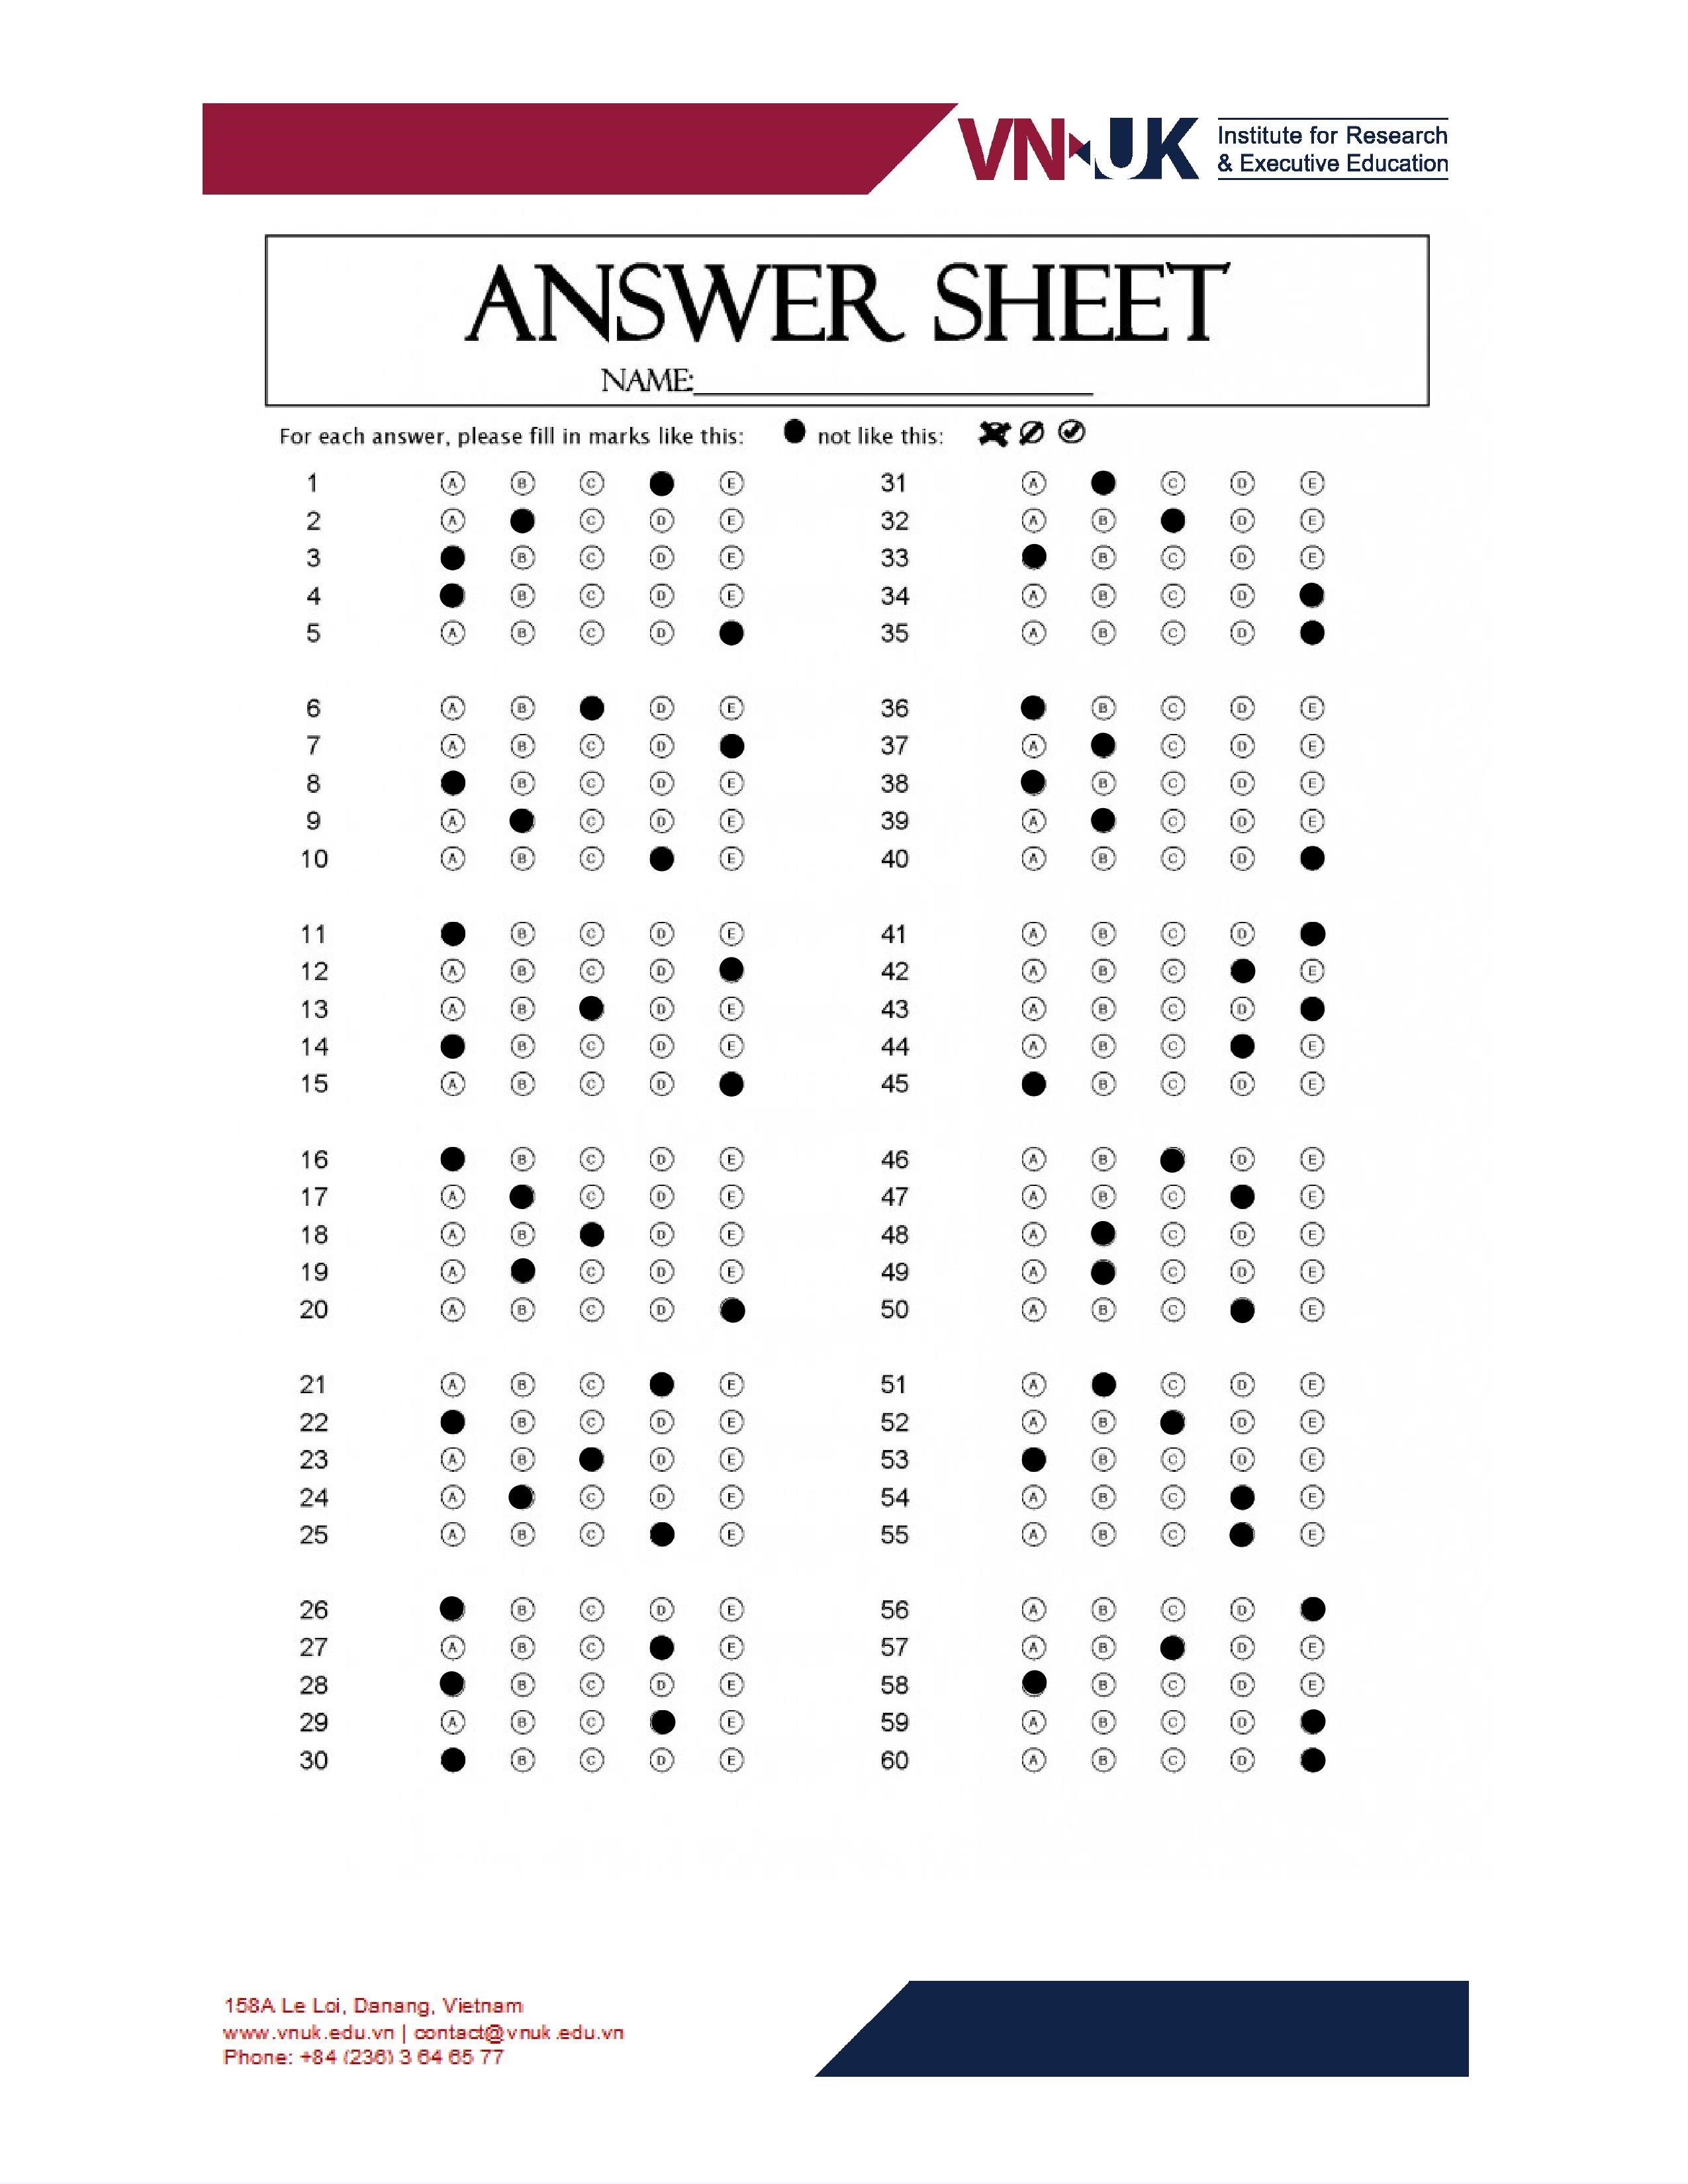 VN UK
Institute for Research
& Executive Education
ANSWER SHEET
NAME:
For each answer, please fill in marks like this: not like this:
1 A B C E
2 A C D E
3 B C D E
4 B C D E
5 A B C D
6 A B D E
7 A B C D
8 B C D E
9 A C D E
10 A B C E
11 B C D E
12 A B C D
13 A B D E
14 B C D E
15 A B C D
16 B C D E
17 A C D E
18 A B D E
19 A C D E
20 A B C D
21 A B C E
22 B C D E
23 A B D E
24 A C D E
25 A B C E
26 B C D E
27 A B C E
28 B C D E
29 A B C E
30 B C D E
31 A C D E
32 A B D E
33 B C D E
34 A B C D
35 A B C D
36 B C D E
37 A C D E
38 B C D E
39 A C D E
40 A B C D
41 A B C D
42 A B C E
43 A B C D
44 A B C E
45 B C D E
46 A B D E
47 A B C E
48 A C D E
49 A C D E
50 A B C E
51 A C D E
52 A B D E
53 B C D E
54 A B C E
55 A B C E
56 A B C D
57 A B D E
58 B C D E
59 A B C D
60 A B C D
158A Le Loi, Danang, Vietnam
www.vnuk.edu.vn | contact@vnuk.edu.vn
Phone: +84 (236) 3 64 65 77